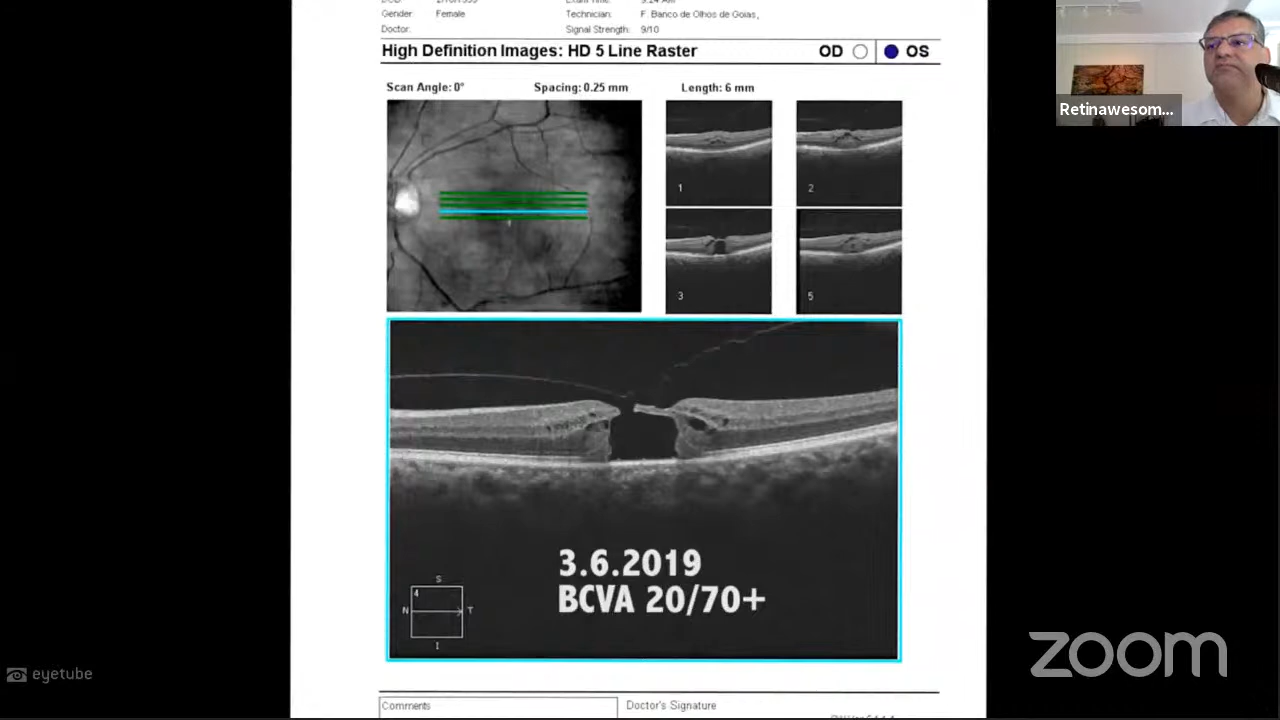 Gender Female
Technician: F. Banco de Olhos de Goias,
Doctor:
Signal Strength: 9/10
High Definition Images: HD 5 Line Raster
OD OS
Scan Angle: 0°
Spacing: 0.25 mm
Length: 6 mm
1
2
3
5
3.6.2019
BCVA 20/70+
S
4
N T
I
Comments
Doctor's Signature
Retinawesom...
eyetube
zoom